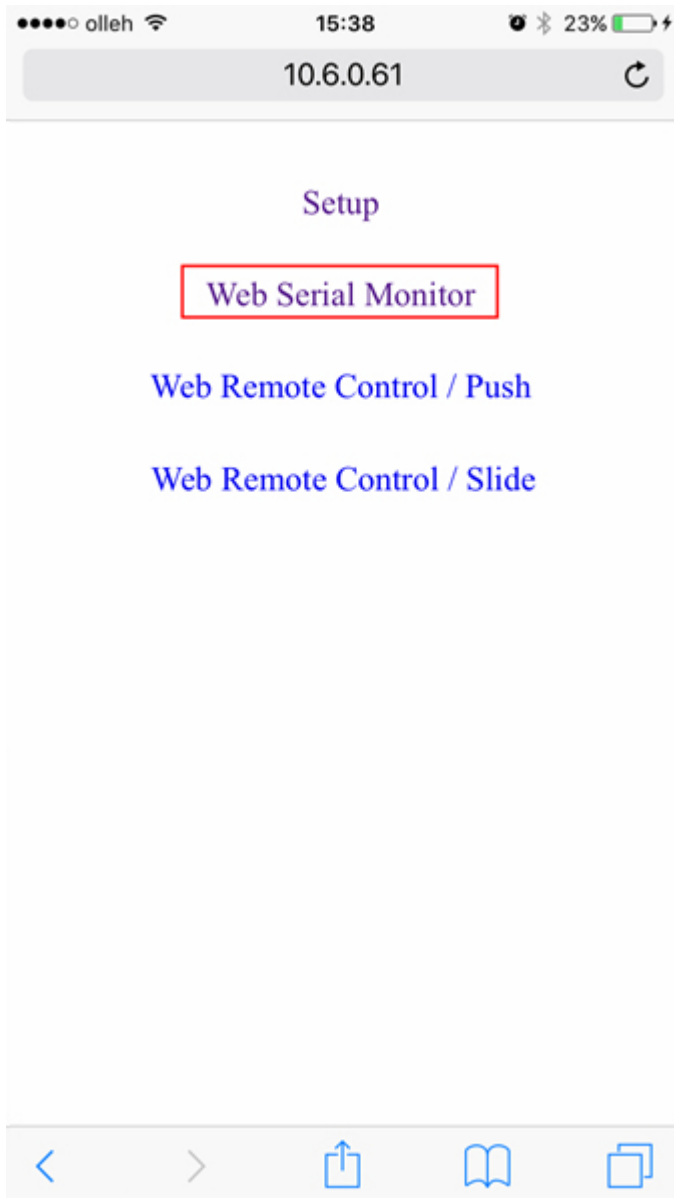 olleh 15:38 23%
10.6.0.61
Setup
Web Serial Monitor
Web Remote Control / Push
Web Remote Control / Slide